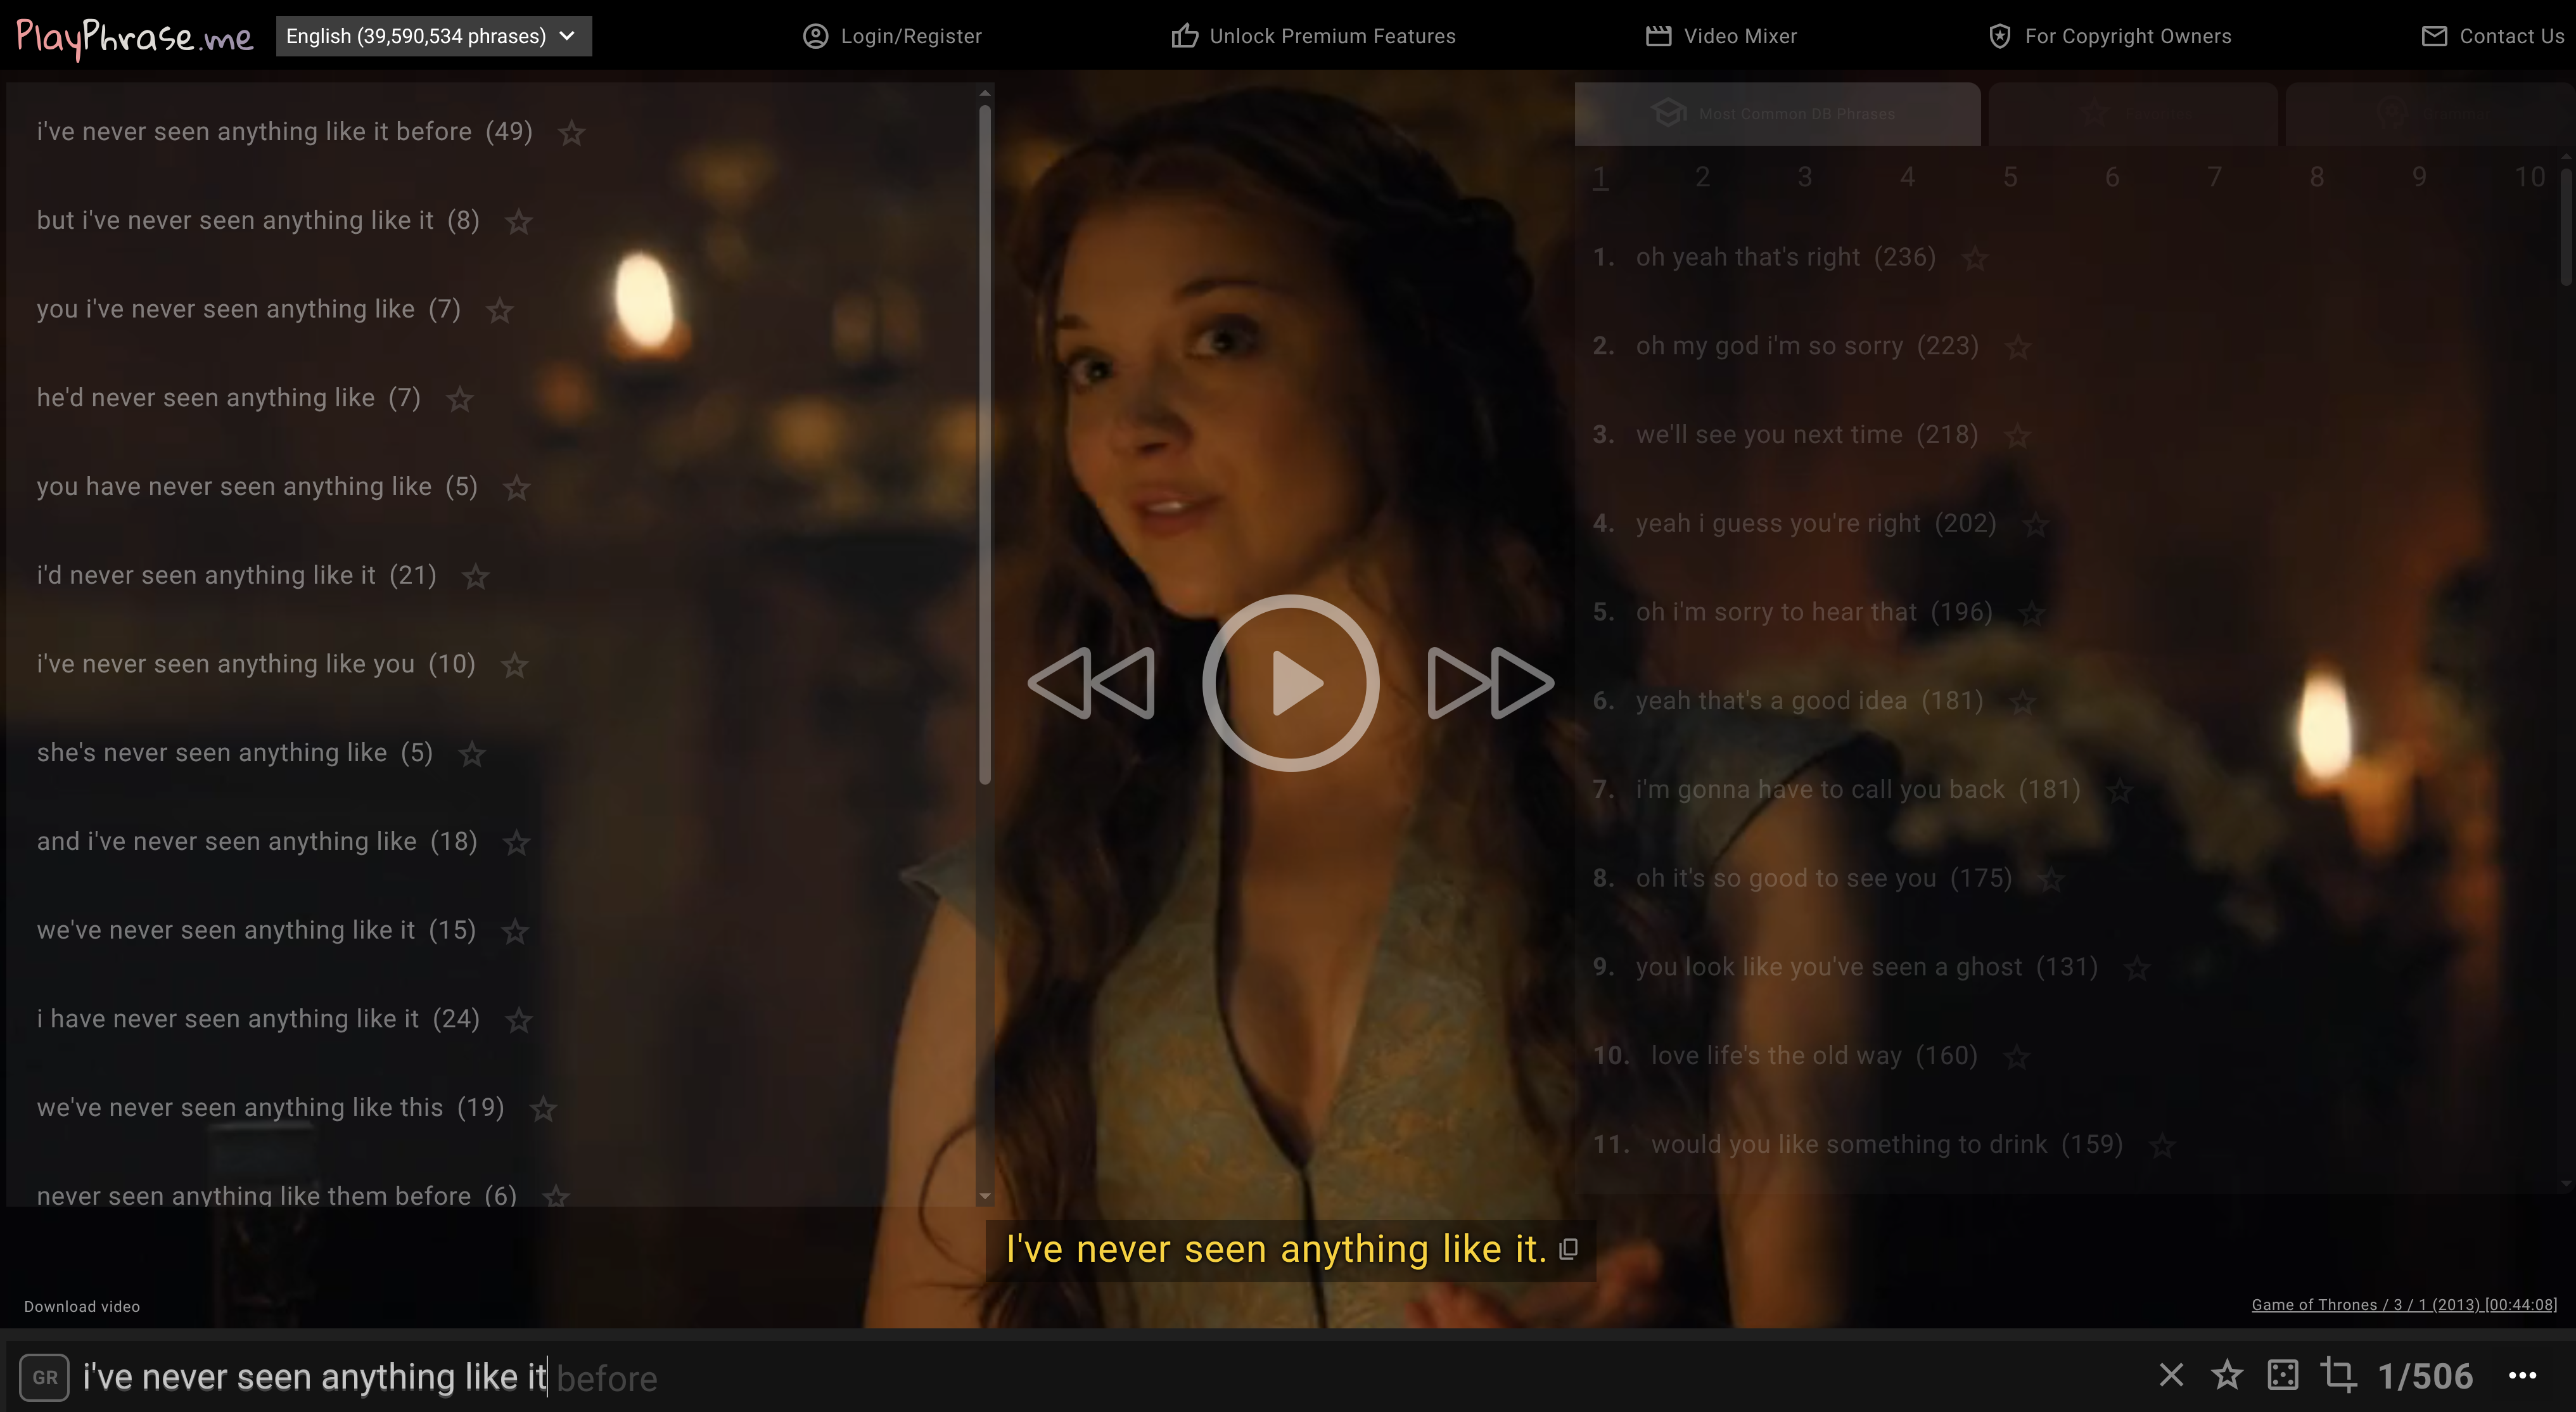 PlayPhrase.me
English (39,590,534 phrases)
Login/Register
Unlock Premium Features
Video Mixer
For Copyright Owners
Contact Us
i've never seen anything like it before (49)
but i've never seen anything like it (8)
you i've never seen anything like (7)
he'd never seen anything like (7)
you have never seen anything like (5)
i'd never seen anything like it (21)
i've never seen anything like you (10)
she's never seen anything like (5)
and i've never seen anything like (18)
we've never seen anything like it (15)
i have never seen anything like it (24)
we've never seen anything like this (19)
never seen anything like them before (6)
Most Common DB Phrases
1 2 3 4 5 6 7 8 9 10
1. oh yeah that's right (236)
2. oh my god i'm so sorry (223)
3. we'll see you next time (218)
4. yeah i guess you're right (202)
5. oh i'm sorry to hear that (196)
6. yeah that's a good idea (181)
7. i'm gonna have to call you back (181)
8. oh it's so good to see you (175)
9. you look like you've seen a ghost (131)
10. love life's the old way (160)
11. would you like something to drink (159)
I've never seen anything like it.
Download video
Game of Thrones / 3 / 1 (2013) [00:44:08]
GR i've never seen anything like it before
1/506